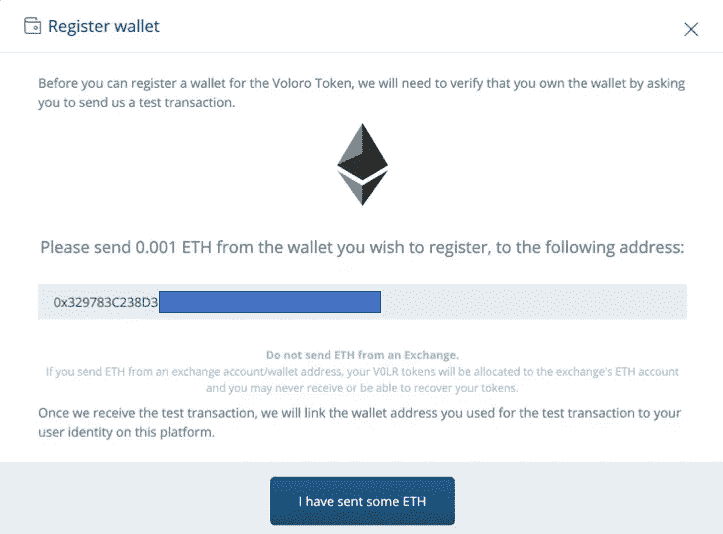 Register wallet
Before you can register a wallet for the Voloro Token, we will need to verify that you own the wallet by asking
you to send us a test transaction.
Please send 0.001 ETH from the wallet you wish to register, to the following address:
0x329783C238D3
Do not send ETH from an Exchange.
If you send ETH from an exchange account/wallet address, your V0LR tokens will be allocated to the exchange's ETH account
and you may never receive or be able to recover your tokens.
Once we receive the test transaction, we will link the wallet address you used for the test transaction to your
user identity on this platform.
I have sent some ETH